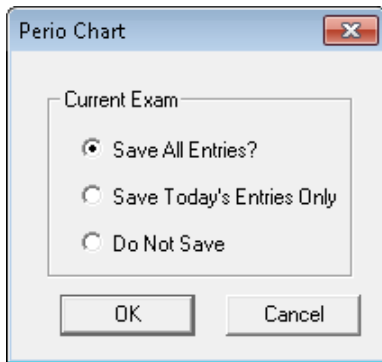 Perio Chart
Current Exam
Save All Entries?
Save Today's Entries Only
Do Not Save
OK
Cancel